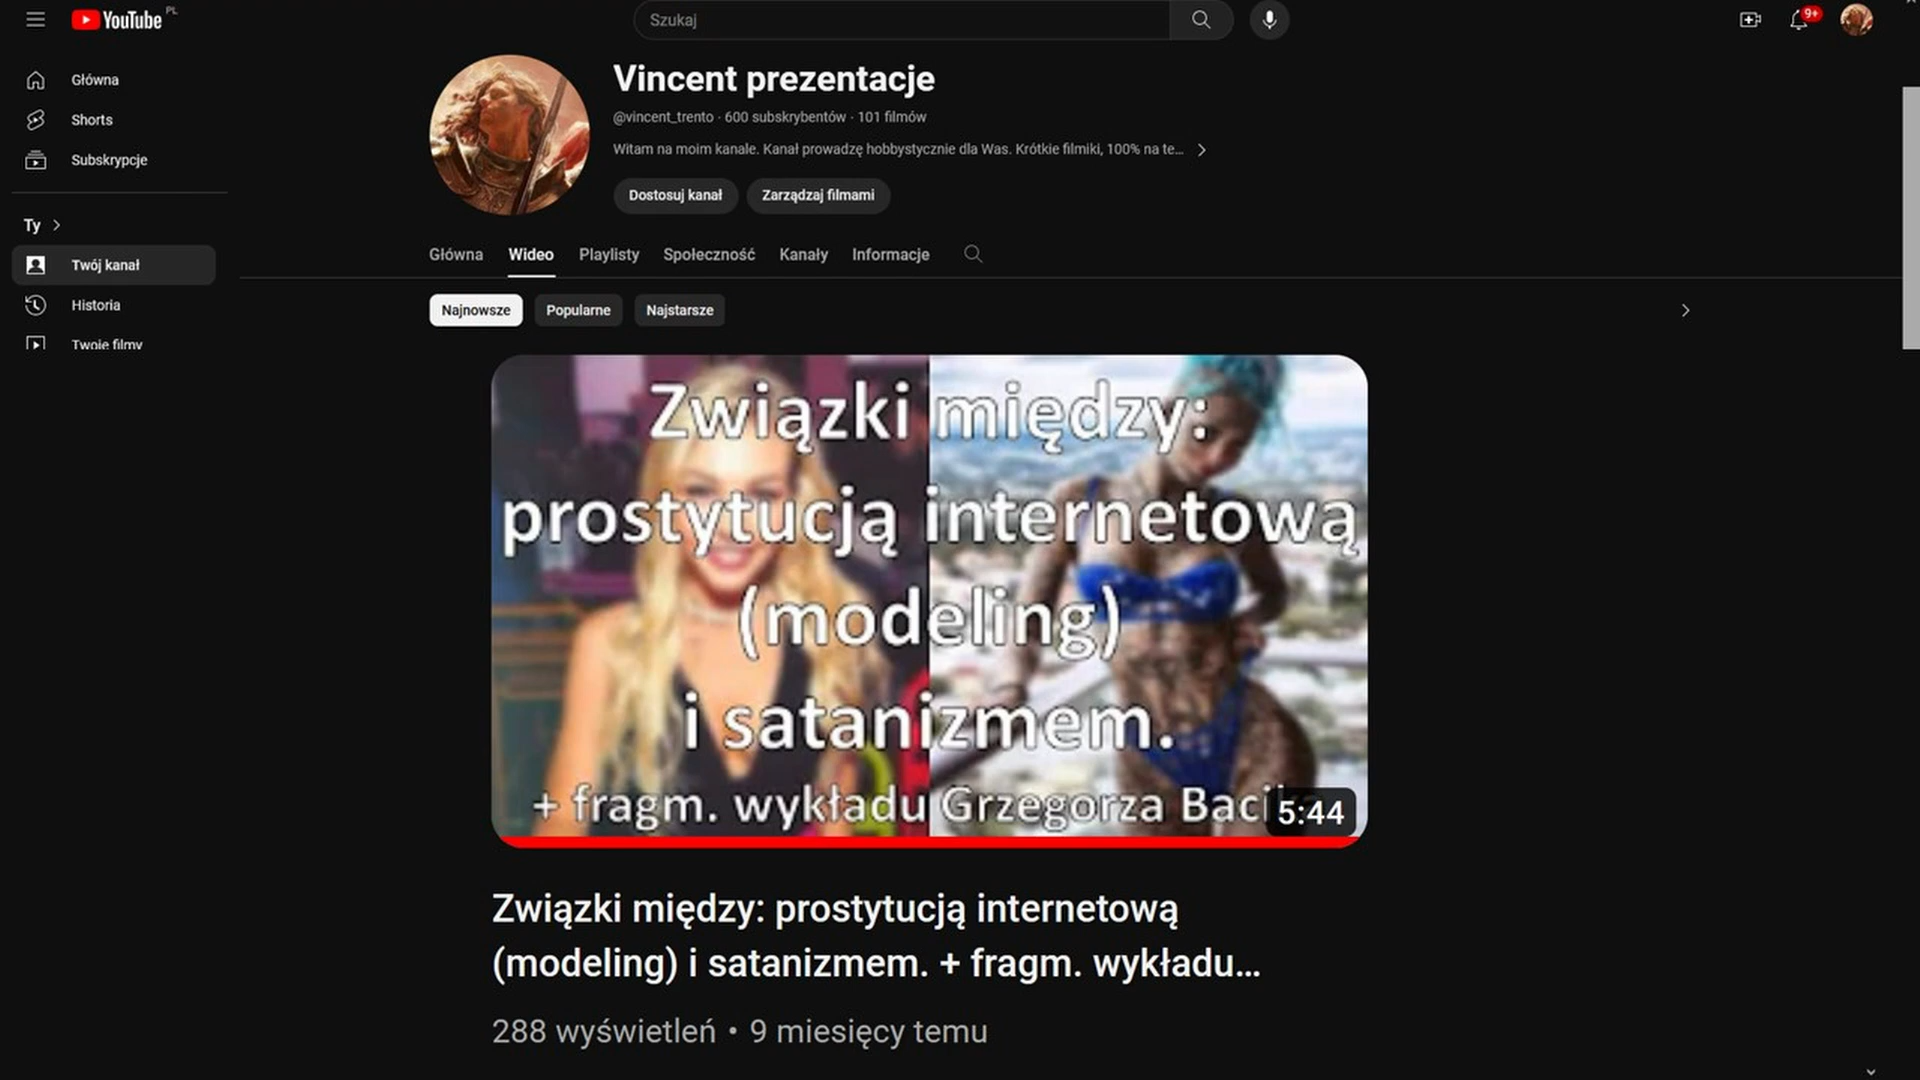 YouTube PL
Szukaj
9+
Główna
Shorts
Subskrypcje
Ty
Twój kanał
Historia
Twoje filmy
Vincent prezentacje
@vincent_trento · 600 subskrybentów · 101 filmów
Witam na moim kanale. Kanał prowadzę hobbystycznie dla Was. Krótkie filmiki, 100% na te...
Dostosuj kanał
Zarządzaj filmami
Główna
Wideo
Playlisty
Społeczność
Kanały
Informacje
Najnowsze
Popularne
Najstarsze
Związki między:
prostytucją internetową
(modeling)
i satanizmem.
+ fragm. wykładu Grzegorza
5:44
Związki między: prostytucją internetową
(modeling) i satanizmem. + fragm. wykładu...
288 wyświetleń • 9 miesięcy temu